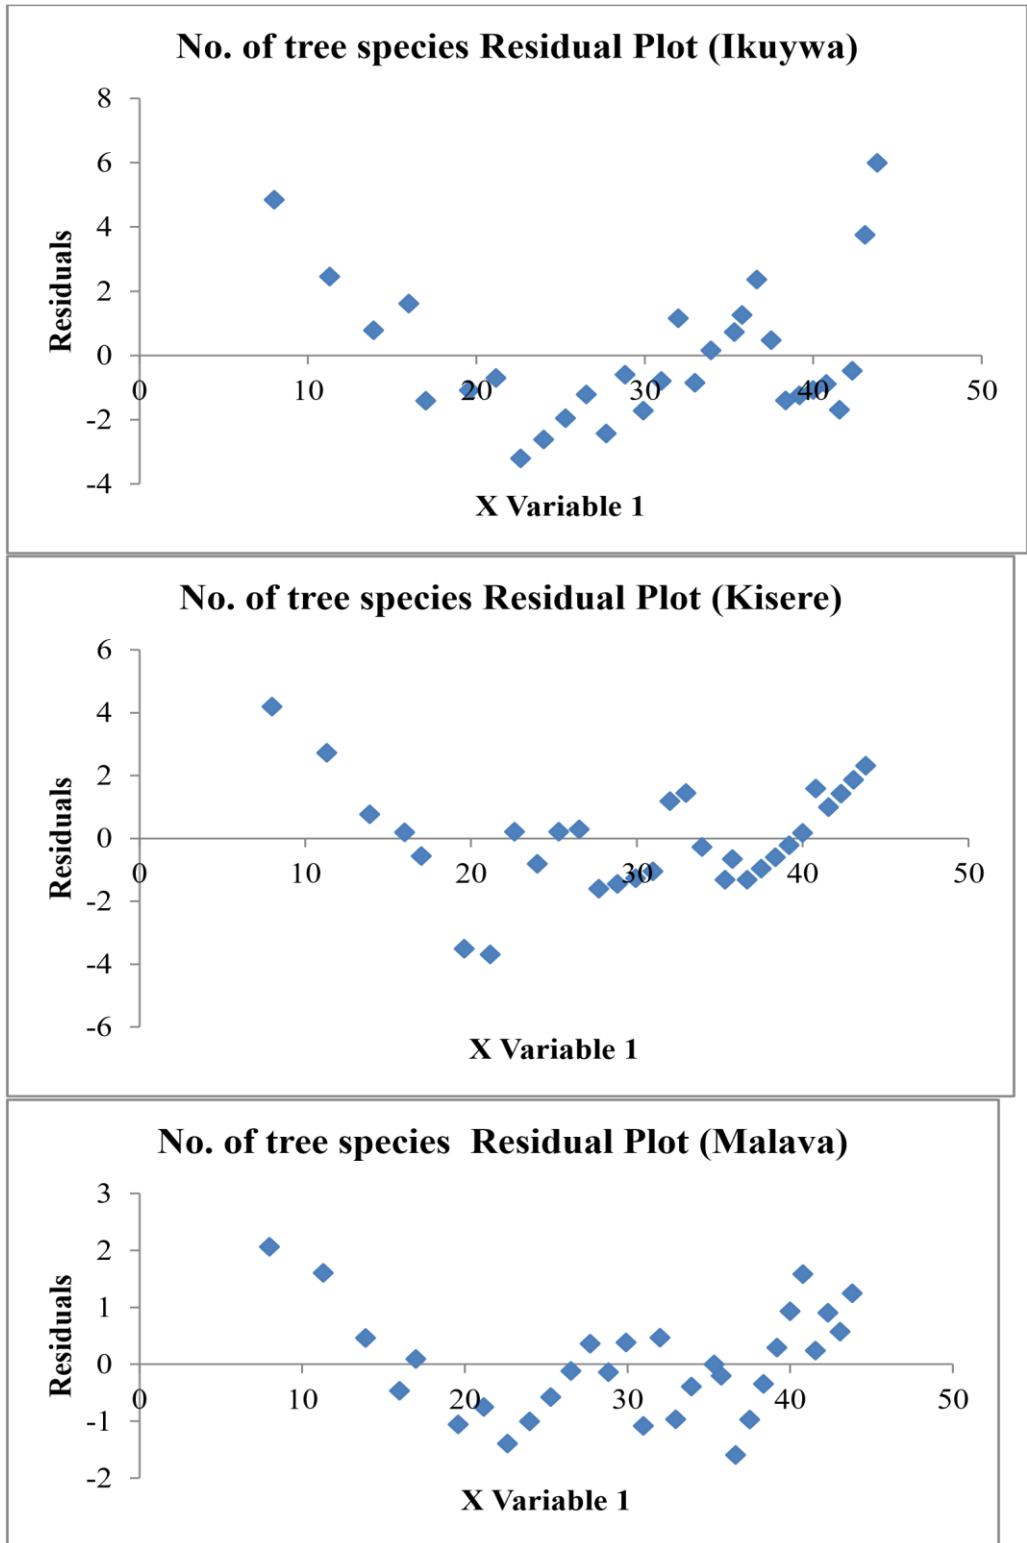 No. of tree species Residual Plot (Ikuywa)
8
6
4
2
0
-2
-4
Residuals
0 10 20 30 40 50
X Variable 1
No. of tree species Residual Plot (Kisere)
6
4
2
0
-2
-4
-6
Residuals
0 10 20 30 40 50
X Variable 1
No. of tree species Residual Plot (Malava)
3
2
1
0
-1
-2
Residuals
0 10 20 30 40 50
X Variable 1